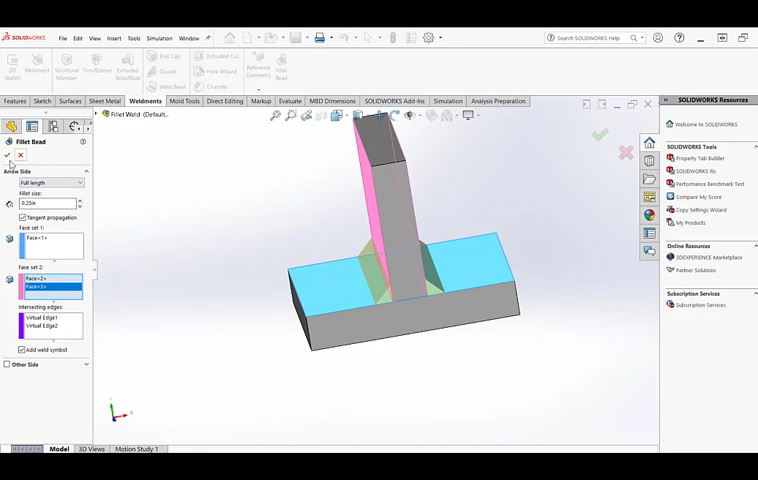 SOLIDWORKS
File View Insert Tools Simulation Window
Search SOLIDWORKS Help
3D Sketch
Weldment
Structural Member
Trim/Extend
Extruded Boss/Base
End Cap
Gusset
Weld Bead
Extruded Cut
Hole Wizard
Chamfer
Reference Geometry
Fillet Bead
Features Sketch Surfaces Sheet Metal Weldments Mold Tools Direct Editing Markup Evaluate MBD Dimensions SOLIDWORKS Add-Ins Simulation Analysis Preparation
Fillet Weld (Default...
Fillet Bead
Arrow Side
Full length
Fillet size:
0.25in
Tangent propagation
Face set 1:
Face<1>
Face set 2:
Face<2>
Face<3>
Intersecting edges:
Virtual Edge1
Virtual Edge2
Add weld symbol
Other Side
SOLIDWORKS Resources
Welcome to SOLIDWORKS
SOLIDWORKS Tools
Property Tab Builder
SOLIDWORKS Rx
Performance Benchmark Test
Compare My Score
Copy Settings Wizard
My Products
Online Resources
3DEXPERIENCE Marketplace
Partner Solutions
Subscription Services
Subscription Services
Model 3D Views Motion Study 1